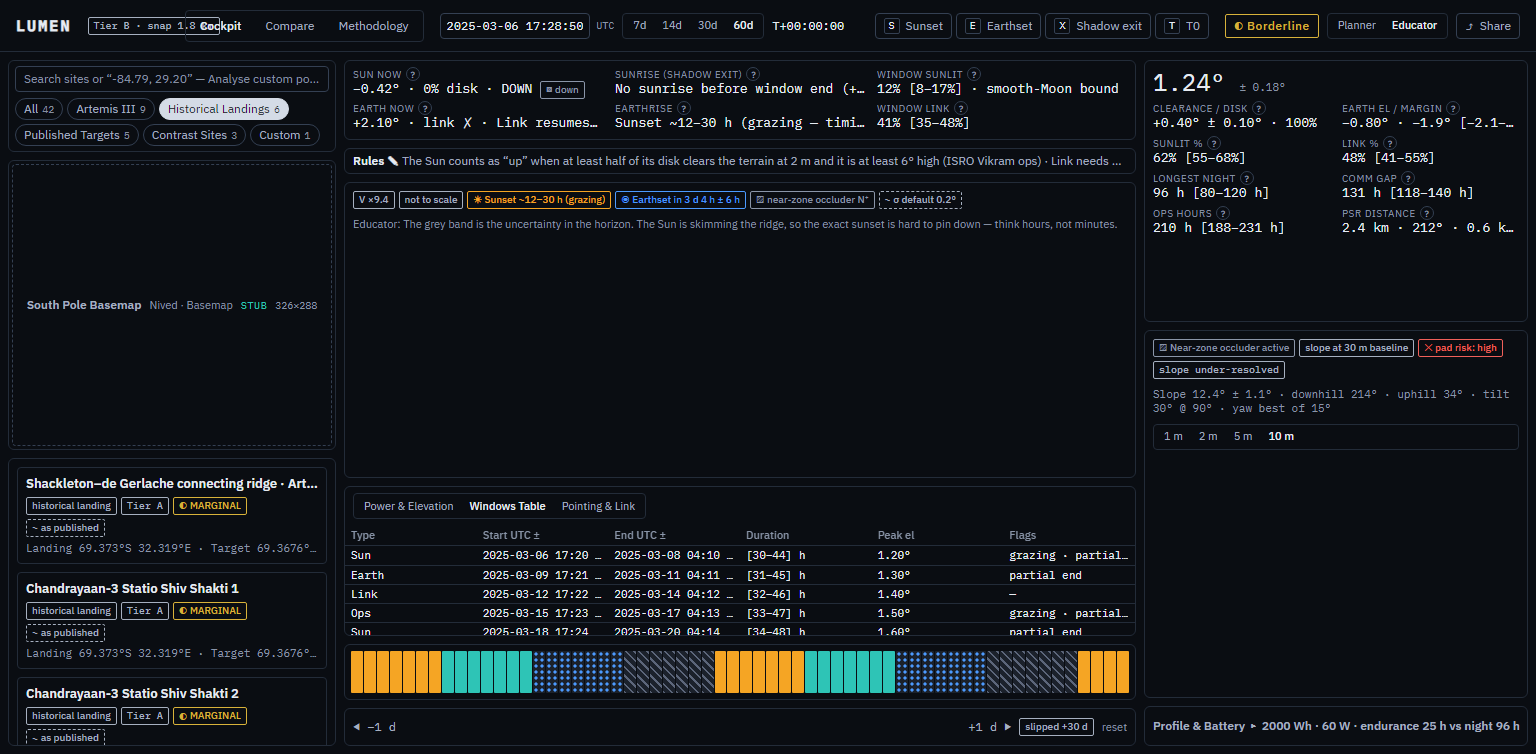 LUMEN
Tier B · snap 1.8
Cockpit Compare Methodology
2025-03-06 17:28:50 UTC
7d 14d 30d 60d
T+00:00:00
S Sunset
E Earthset
X Shadow exit
T T0
◐ Borderline
Planner Educator
⤴ Share
Search sites or “-84.79, 29.20” — Analyse custom po…
All 42
Artemis III 9
Historical Landings 6
Published Targets 5
Contrast Sites 3
Custom 1
South Pole Basemap Nived · Basemap STUB 326×288
Shackleton–de Gerlache connecting ridge · Art…
historical landing Tier A ◐ MARGINAL
~ as published
Landing 69.373°S 32.319°E · Target 69.3676°…
Chandrayaan-3 Statio Shiv Shakti 1
historical landing Tier A ◐ MARGINAL
~ as published
Landing 69.373°S 32.319°E · Target 69.3676°…
Chandrayaan-3 Statio Shiv Shakti 2
historical landing Tier A ◐ MARGINAL
~ as published
SUN NOW ?
−0.42° · 0% disk · DOWN down
SUNRISE (SHADOW EXIT) ?
No sunrise before window end (+…
WINDOW SUNLIT ?
12% [8–17%] · smooth-Moon bound
EARTH NOW ?
+2.10° · link ✗ · Link resumes…
EARTHRISE ?
Sunset ~12–30 h (grazing — timi…
WINDOW LINK ?
41% [35–48%]
Rules ✎ The Sun counts as “up” when at least half of its disk clears the terrain at 2 m and it is at least 6° high (ISRO Vikram ops) · Link needs …
V ×9.4
not to scale
☀ Sunset ~12–30 h (grazing)
Earthset in 3 d 4 h ± 6 h
near-zone occluder N⁺
~ σ default 0.2°
Educator: The grey band is the uncertainty in the horizon. The Sun is skimming the ridge, so the exact sunset is hard to pin down — think hours, not minutes.
Power & Elevation Windows Table Pointing & Link
Type Start UTC ± End UTC ± Duration Peak el Flags
Sun 2025-03-06 17:20 … 2025-03-08 04:10 … [30–44] h 1.20° grazing · partial…
Earth 2025-03-09 17:21 … 2025-03-11 04:11 … [31–45] h 1.30° partial end
Link 2025-03-12 17:22 … 2025-03-14 04:12 … [32–46] h 1.40° —
Ops 2025-03-15 17:23 … 2025-03-17 04:13 … [33–47] h 1.50° grazing · partial…
Sun 2025-03-18 17:24 2025-03-20 04:14 [34–48] h 1.60° partial end
◀ −1 d
+1 d ▶ slipped +30 d reset
1.24° ± 0.18°
CLEARANCE / DISK ?
+0.40° ± 0.10° · 100%
EARTH EL / MARGIN ?
−0.80° · −1.9° [−2.1–…
SUNLIT % ?
62% [55–68%]
LINK % ?
48% [41–55%]
LONGEST NIGHT ?
96 h [80–120 h]
COMM GAP ?
131 h [118–140 h]
OPS HOURS ?
210 h [188–231 h]
PSR DISTANCE ?
2.4 km · 212° · 0.6 k…
Near-zone occluder active
slope at 30 m baseline
✕ pad risk: high
slope under-resolved
Slope 12.4° ± 1.1° · downhill 214° · uphill 34° · tilt
30° @ 90° · yaw best of 15°
1 m 2 m 5 m 10 m
Profile & Battery ▸ 2000 Wh · 60 W · endurance 25 h vs night 96 h